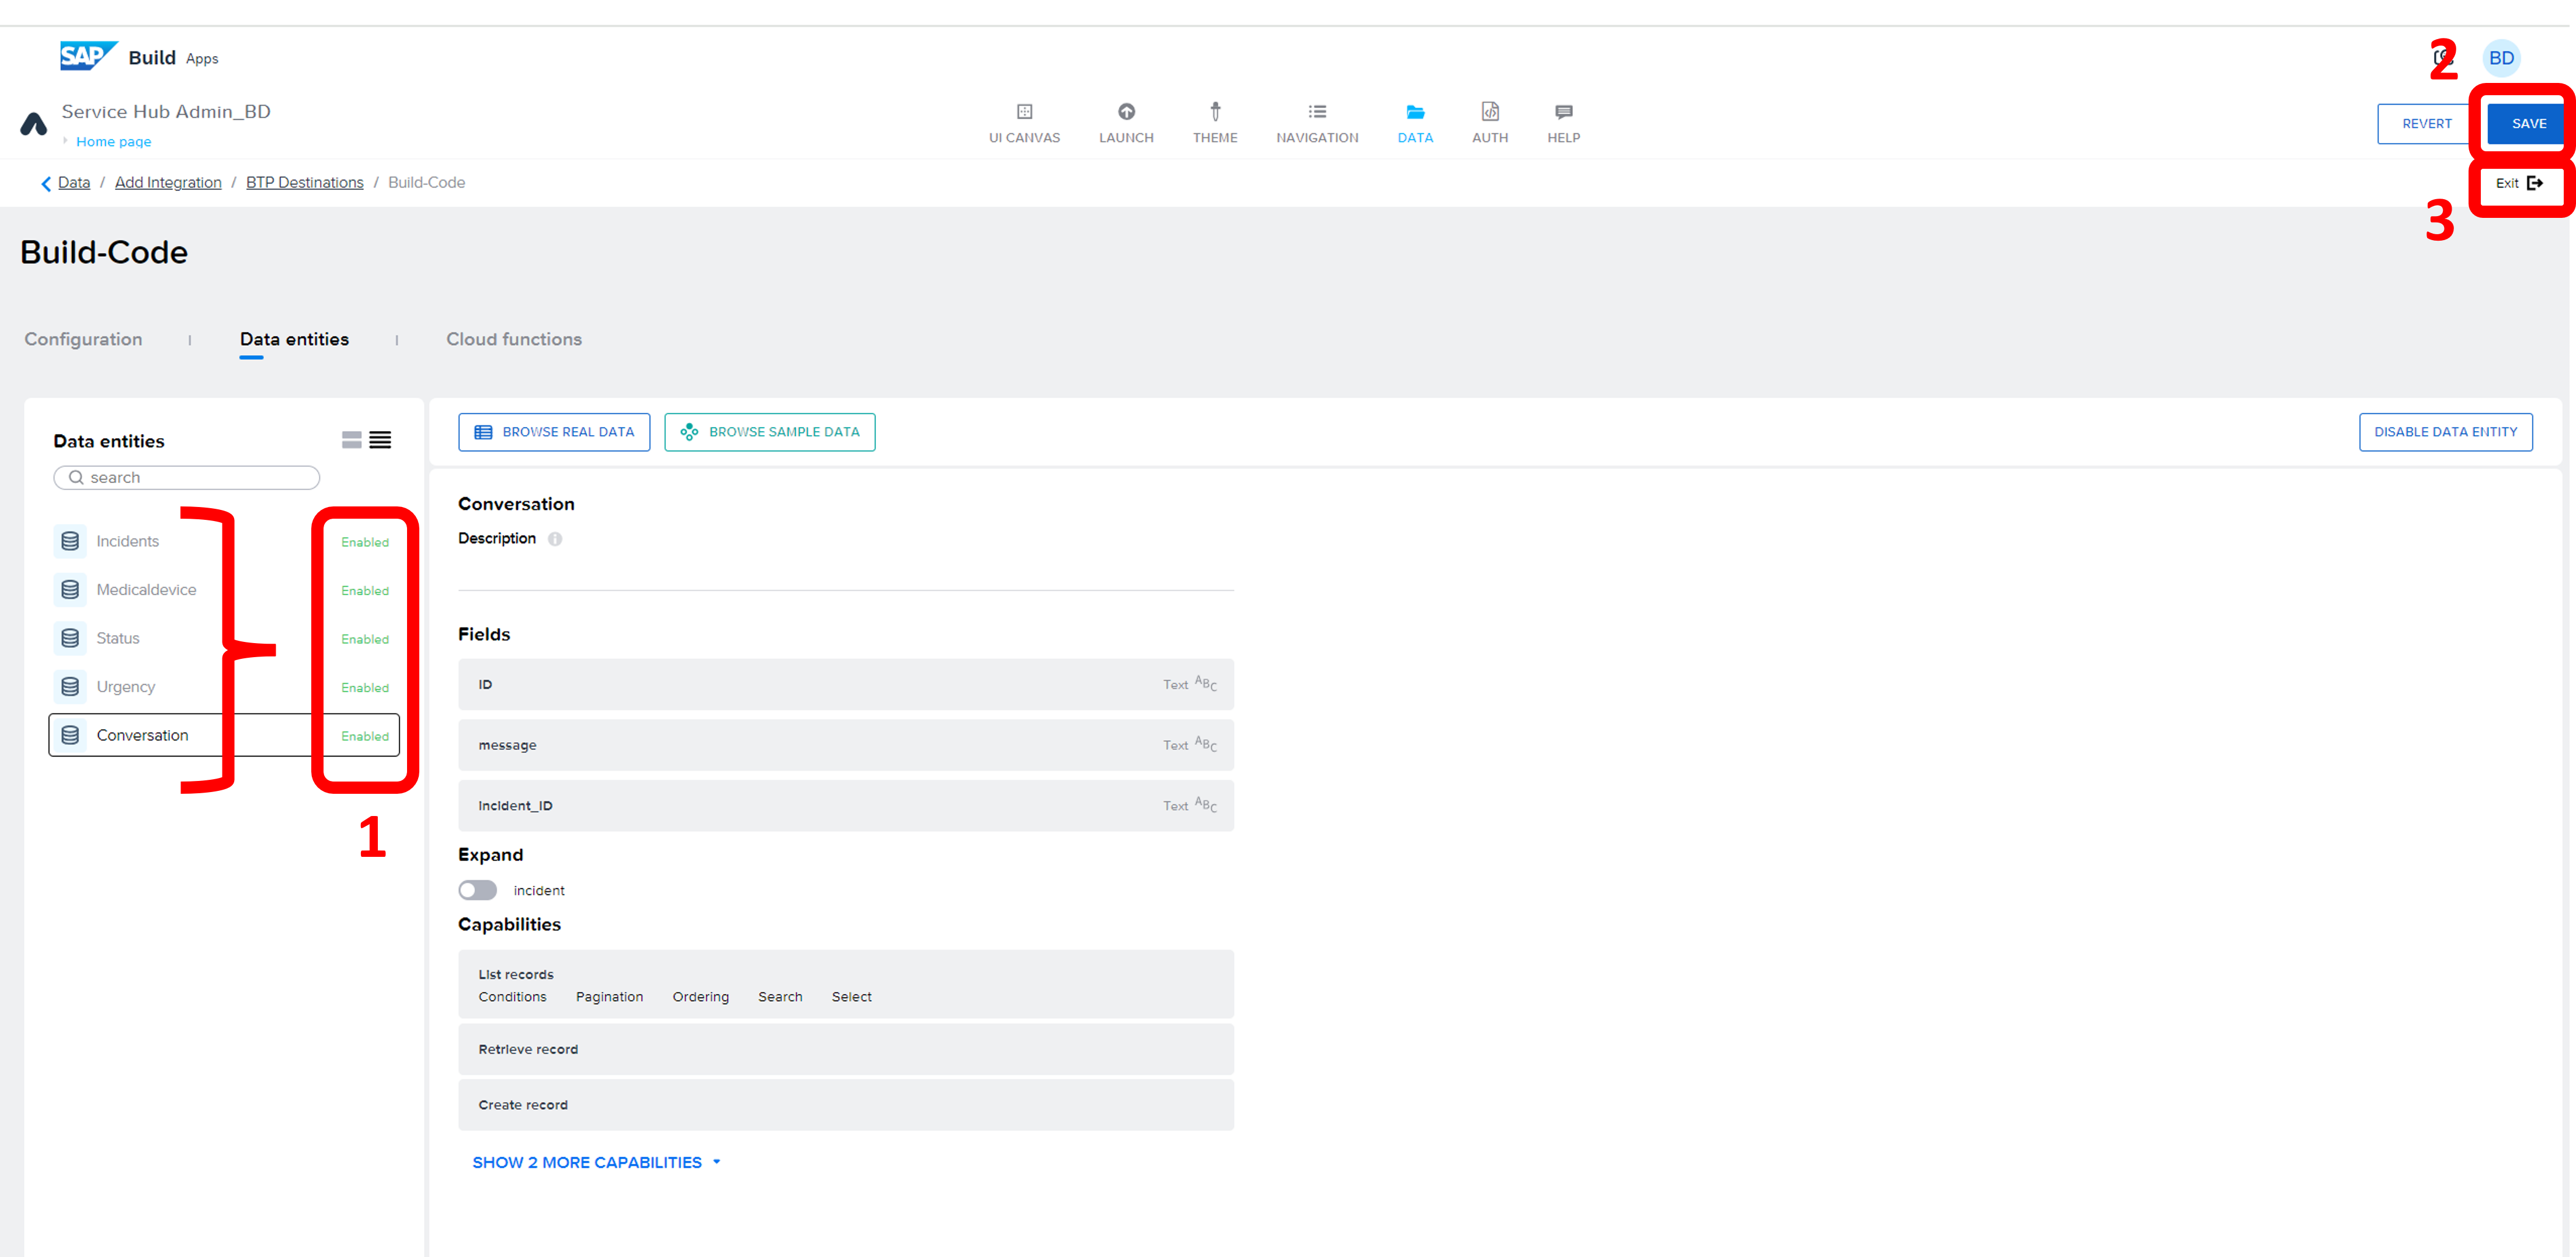 SAP Build Apps
2
BD
Service Hub Admin_BD
Home page
UI CANVAS
LAUNCH
THEME
NAVIGATION
DATA
AUTH
HELP
REVERT
SAVE
Data / Add Integration / BTP Destinations / Build-Code
Exit
3
Build-Code
Configuration
Data entities
Cloud functions
Data entities
search
Incidents Enabled
Medicaldevice Enabled
Status Enabled
Urgency Enabled
Conversation Enabled
1
BROWSE REAL DATA
BROWSE SAMPLE DATA
DISABLE DATA ENTITY
Conversation
Description
Fields
ID Text ABC
message Text ABC
incident_ID Text ABC
Expand
incident
Capabilities
List records
Conditions Pagination Ordering Search Select
Retrieve record
Create record
SHOW 2 MORE CAPABILITIES